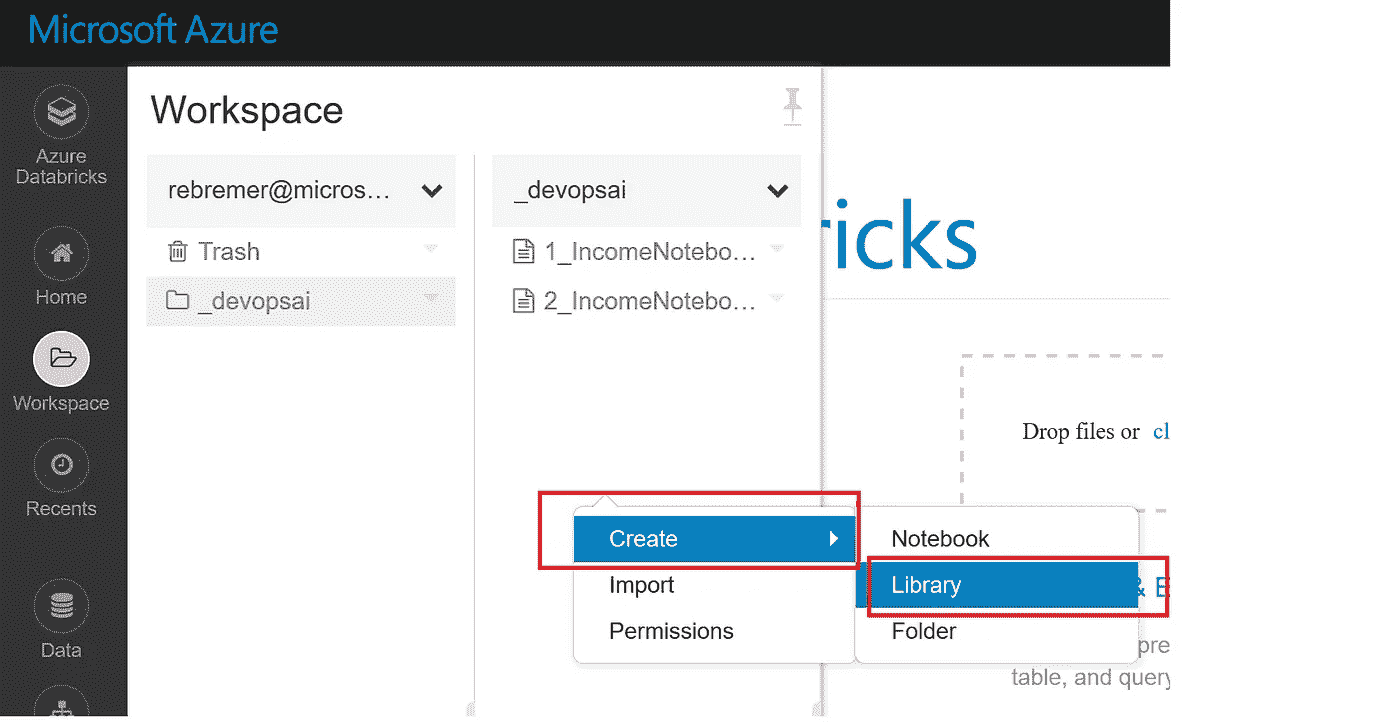 Microsoft Azure
Azure
Databricks
Home
Workspace
Recents
Data
Workspace
rebremer@micros...
Trash
_devopsai
_devopsai
1_IncomeNotebo...
2_IncomeNotebo...
ricks
Drop files or cl
Create
Import
Permissions
Notebook
Library
Folder
& E
pre
table, and query